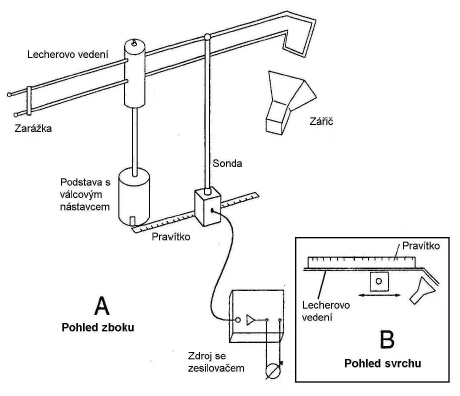 Lecherovo vedení
Zarážka
Zářič
Sonda
Podstava s
válcovým
nástavcem
Pravítko
A
Pohled zboku
Zdroj se
zesilovačem
Pravítko
Lecherovo
vedení
B
Pohled svrchu